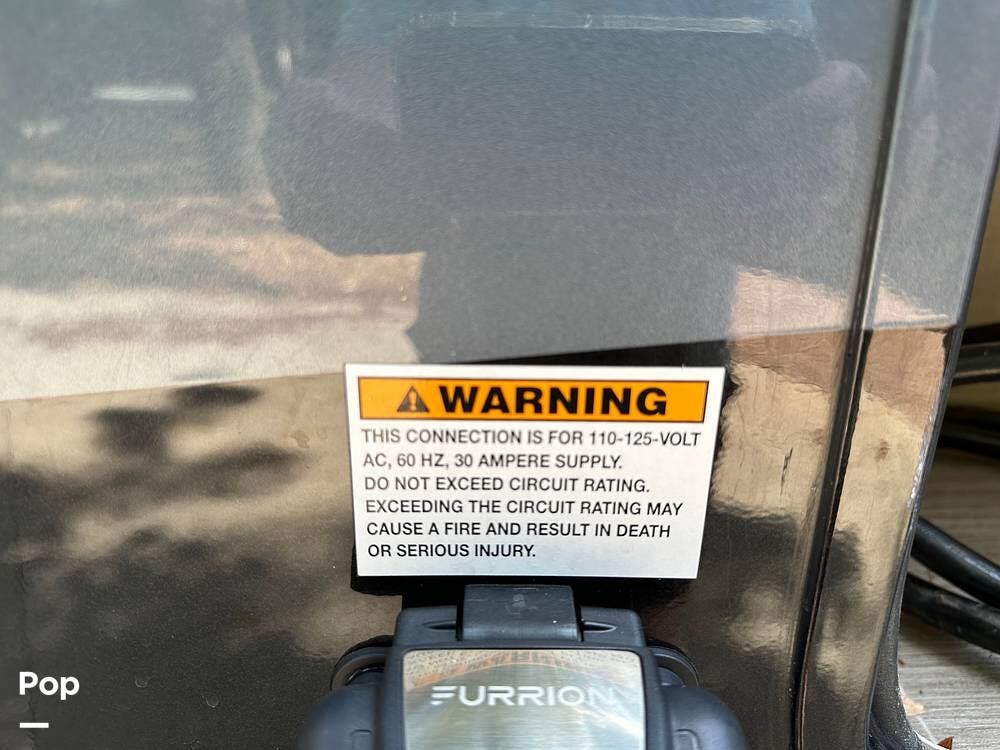 WARNING
THIS CONNECTION IS FOR 110-125-VOLT
AC, 60 HZ, 30 AMPERE SUPPLY.
DO NOT EXCEED CIRCUIT RATING.
EXCEEDING THE CIRCUIT RATING MAY
CAUSE A FIRE AND RESULT IN DEATH
OR SERIOUS INJURY.
FURRION
Pop